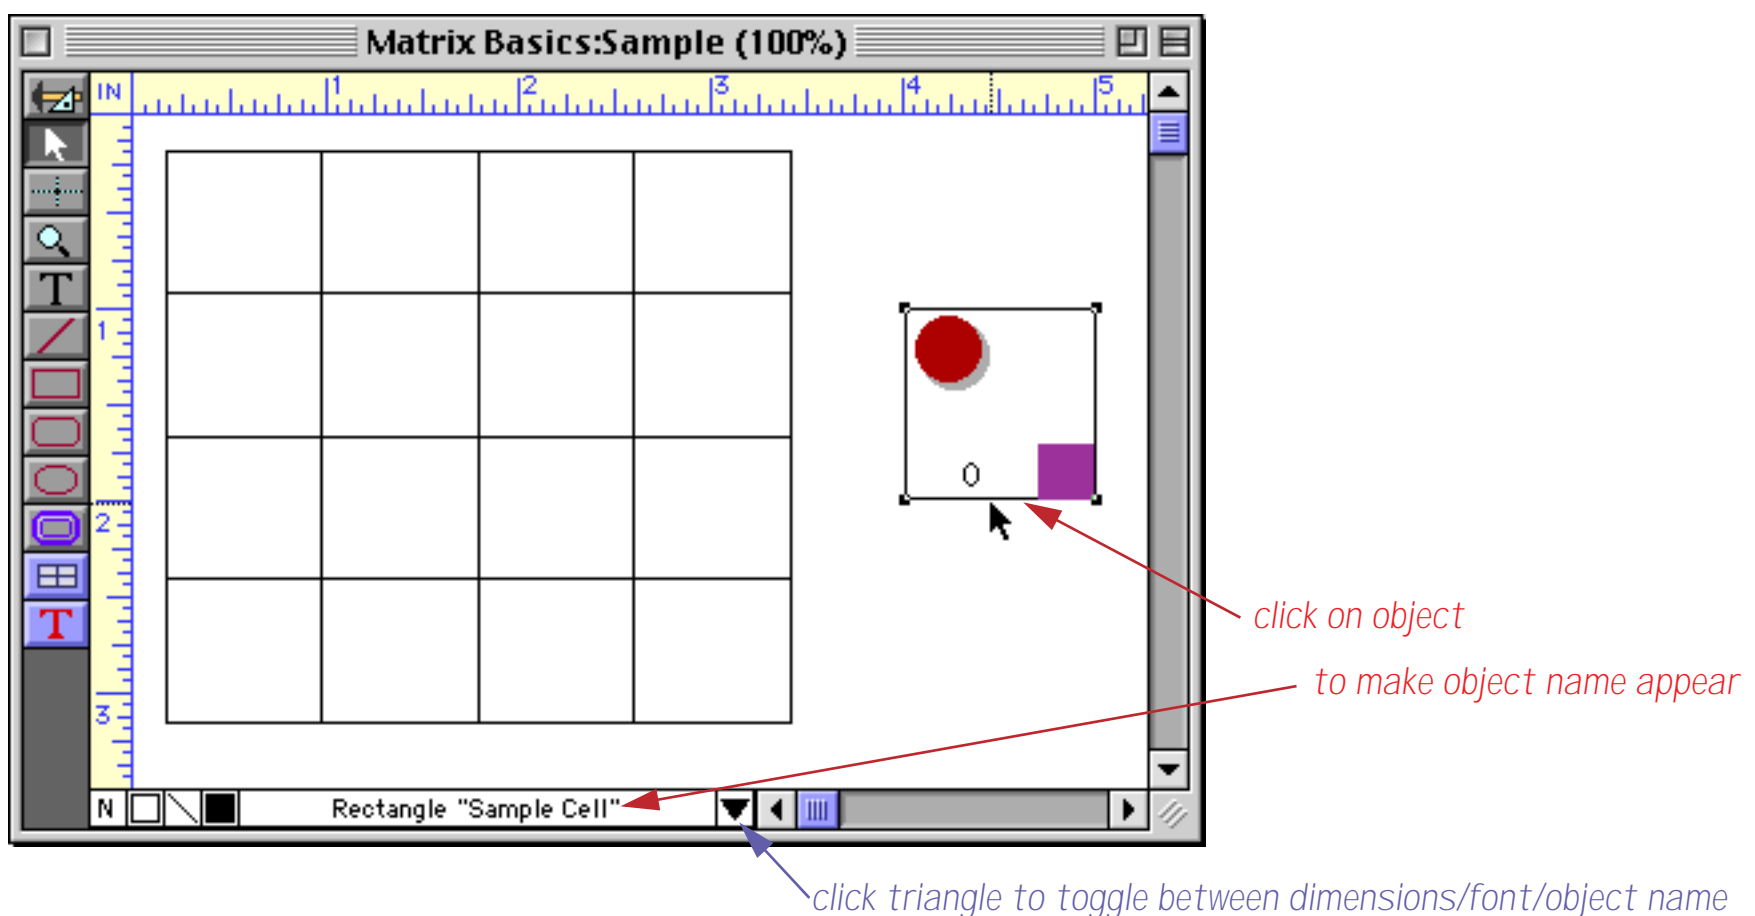 Matrix Basics:Sample (100%)
IN
1 2 3 4 5
T
1
0
2
T
click on object
to make object name appear
3
N Rectangle "Sample Cell"
click triangle to toggle between dimensions/font/object name